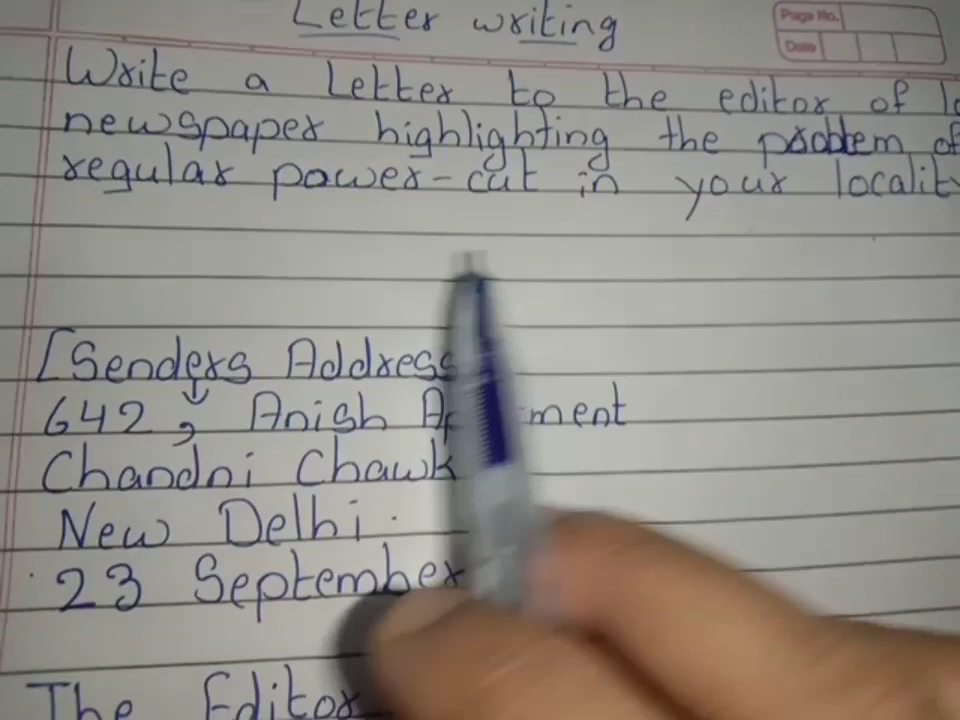 Letter writing
Page No.
Date
Write a Letter to the editor of
newspaper highlighting the problem of
regular power-cut in your
[Senders Address
642, Anish
Chandni Chawk
New Delhi.
23 September
The Editor